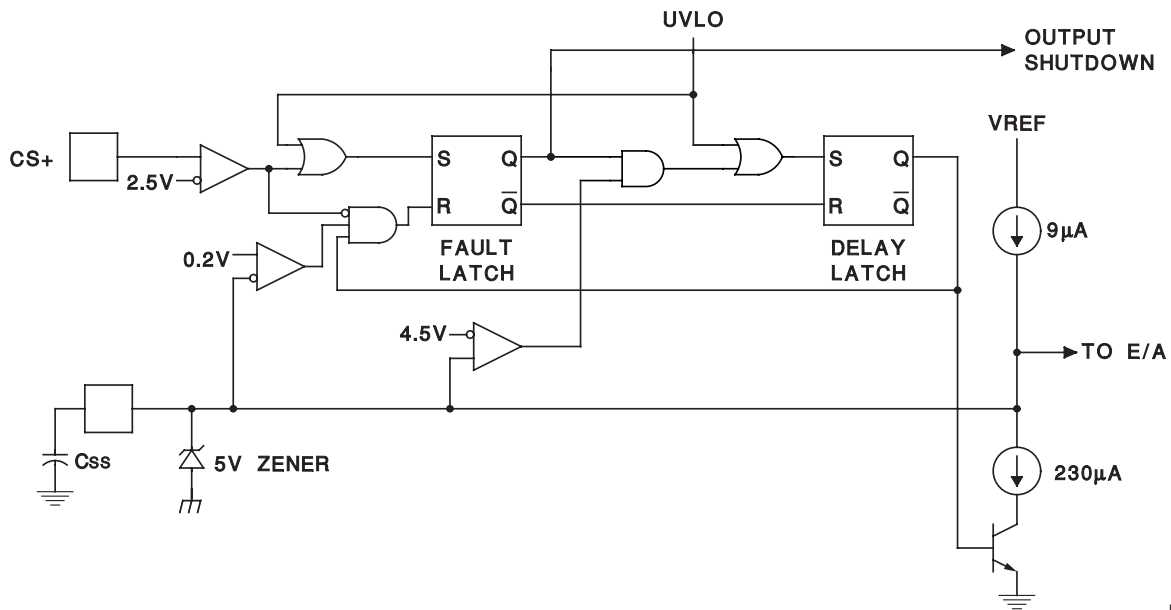 UVLO
OUTPUT
SHUTDOWN
VREF
CS+
2.5V
S
Q
R
Q
FAULT
LATCH
S
Q
R
Q
DELAY
LATCH
9μA
0.2V
4.5V
TO E/A
Css
5V ZENER
230μA